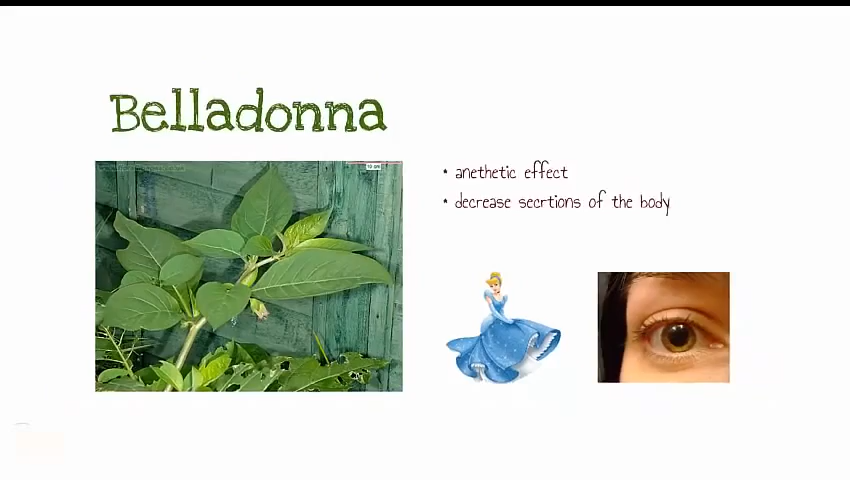 Belladonna
• anethetic effect
• decrease secrtions of the body